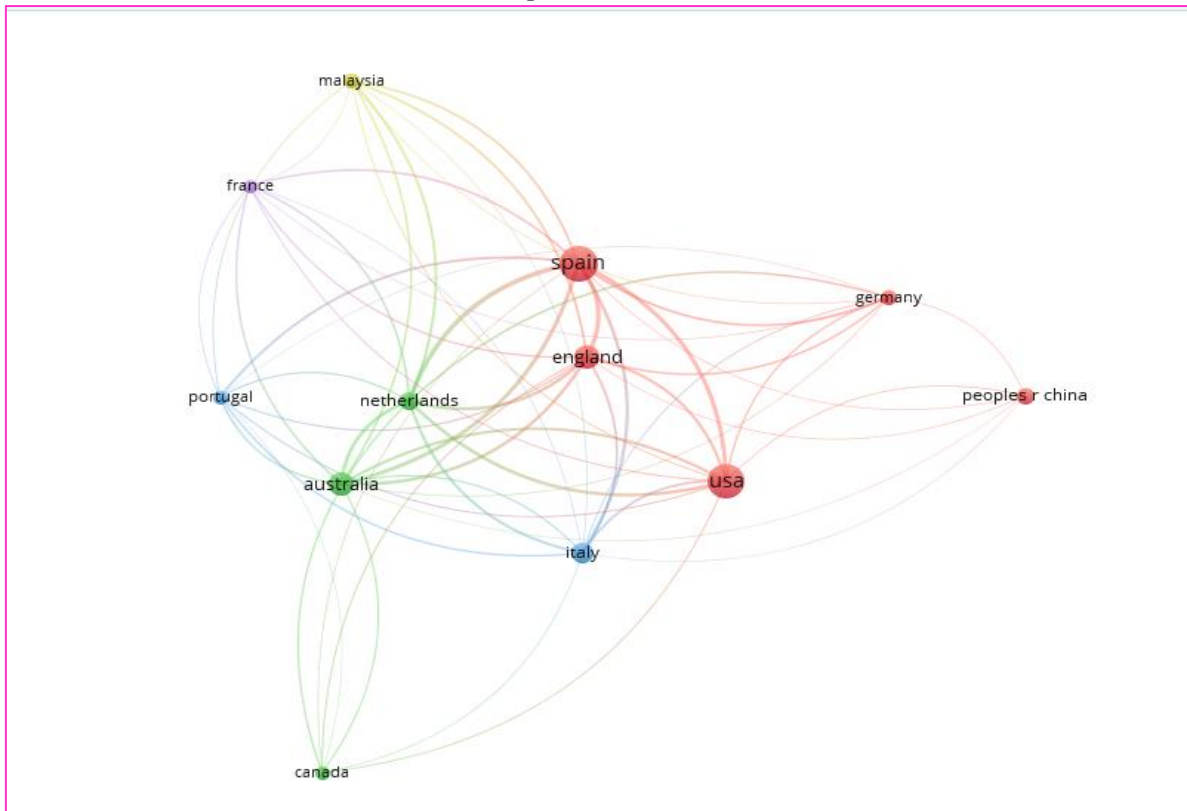 malaysia
france
spain
germany
england
peoples r china
portugal
netherlands
usa
australia
italy
canada